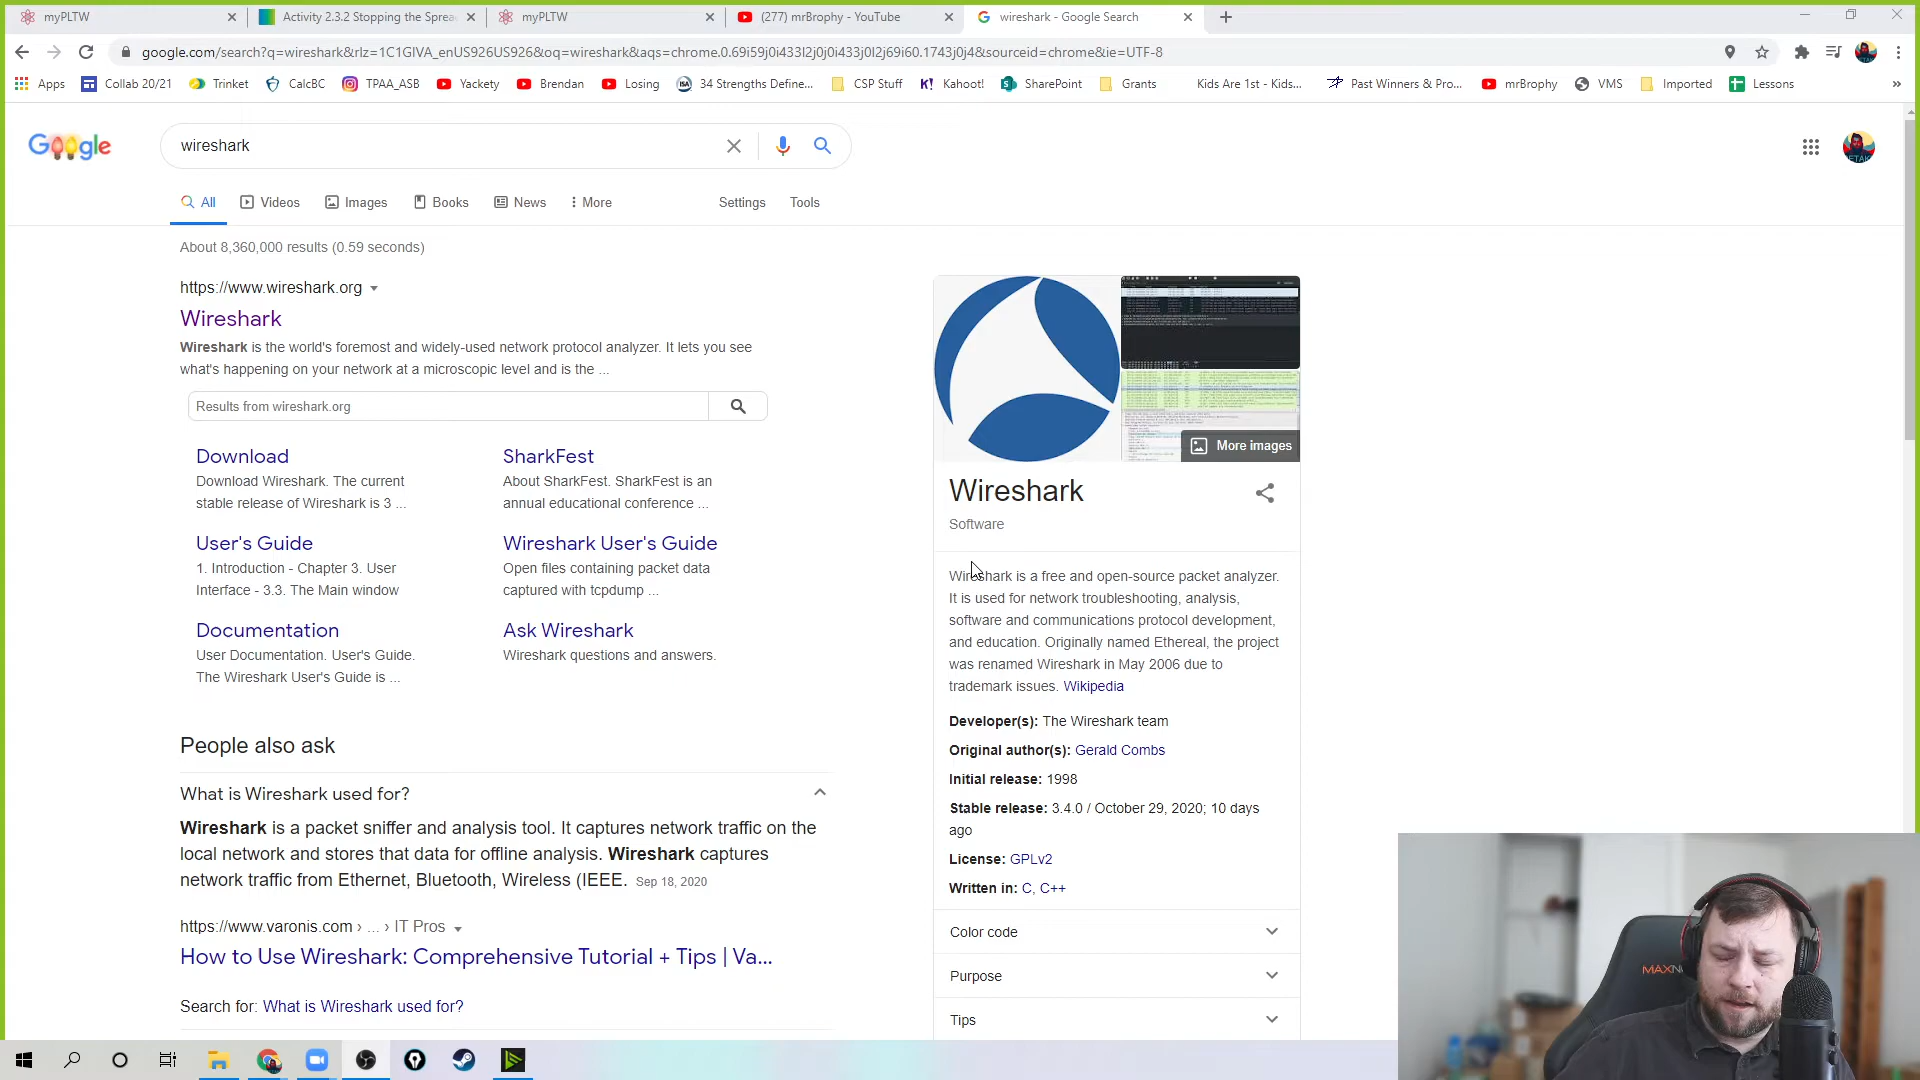 myPLTW
Activity 2.3.2 Stopping the Sprea
myPLTW
(277) mrBrophy - YouTube
wireshark - Google Search
google.com/search?q=wireshark&rlz=1C1GIVA_enUS926US926&oq=wireshark&aqs=chrome.0.69i59j0i433l2j0j0i433j0l2j69i60.1743j0j4&sourceid=chrome&ie=UTF-8
Apps
Collab 20/21
Trinket
CalcBC
TPAA_ASB
Yackety
Brendan
Losing
34 Strengths Define...
CSP Stuff
Kahoot!
SharePoint
Grants
Kids Are 1st - Kids...
Past Winners & Pro...
mrBrophy
VMS
Imported
Lessons
»
Google
wireshark
All
Videos
Images
Books
News
More
Settings
Tools
About 8,360,000 results (0.59 seconds)
https://www.wireshark.org
Wireshark
Wireshark is the world's foremost and widely-used network protocol analyzer. It lets you see
what's happening on your network at a microscopic level and is the ...
Results from wireshark.org
Download
Download Wireshark. The current
stable release of Wireshark is 3 ...
SharkFest
About SharkFest. SharkFest is an
annual educational conference ...
User's Guide
1. Introduction - Chapter 3. User
Interface - 3.3. The Main window
Wireshark User's Guide
Open files containing packet data
captured with tcpdump ...
Documentation
User Documentation. User's Guide.
The Wireshark User's Guide is ...
Ask Wireshark
Wireshark questions and answers.
People also ask
What is Wireshark used for?
Wireshark is a packet sniffer and analysis tool. It captures network traffic on the
local network and stores that data for offline analysis. Wireshark captures
network traffic from Ethernet, Bluetooth, Wireless (IEEE. Sep 18, 2020
https://www.varonis.com › ... › IT Pros
How to Use Wireshark: Comprehensive Tutorial + Tips | Va...
Search for: What is Wireshark used for?
More images
Wireshark
Software
Wireshark is a free and open-source packet analyzer.
It is used for network troubleshooting, analysis,
software and communications protocol development,
and education. Originally named Ethereal, the project
was renamed Wireshark in May 2006 due to
trademark issues. Wikipedia
Developer(s): The Wireshark team
Original author(s): Gerald Combs
Initial release: 1998
Stable release: 3.4.0 / October 29, 2020; 10 days
ago
License: GPLv2
Written in: C, C++
Color code
Purpose
Tips